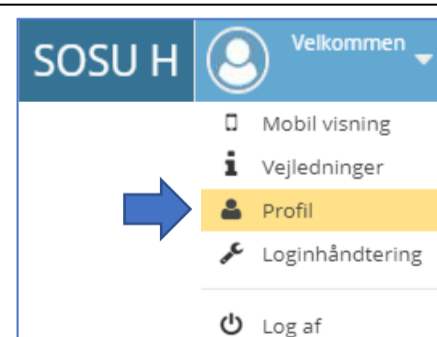 SOSU H
Velkommen
Mobil visning
Vejledninger
Profil
Loginhåndtering
Log af